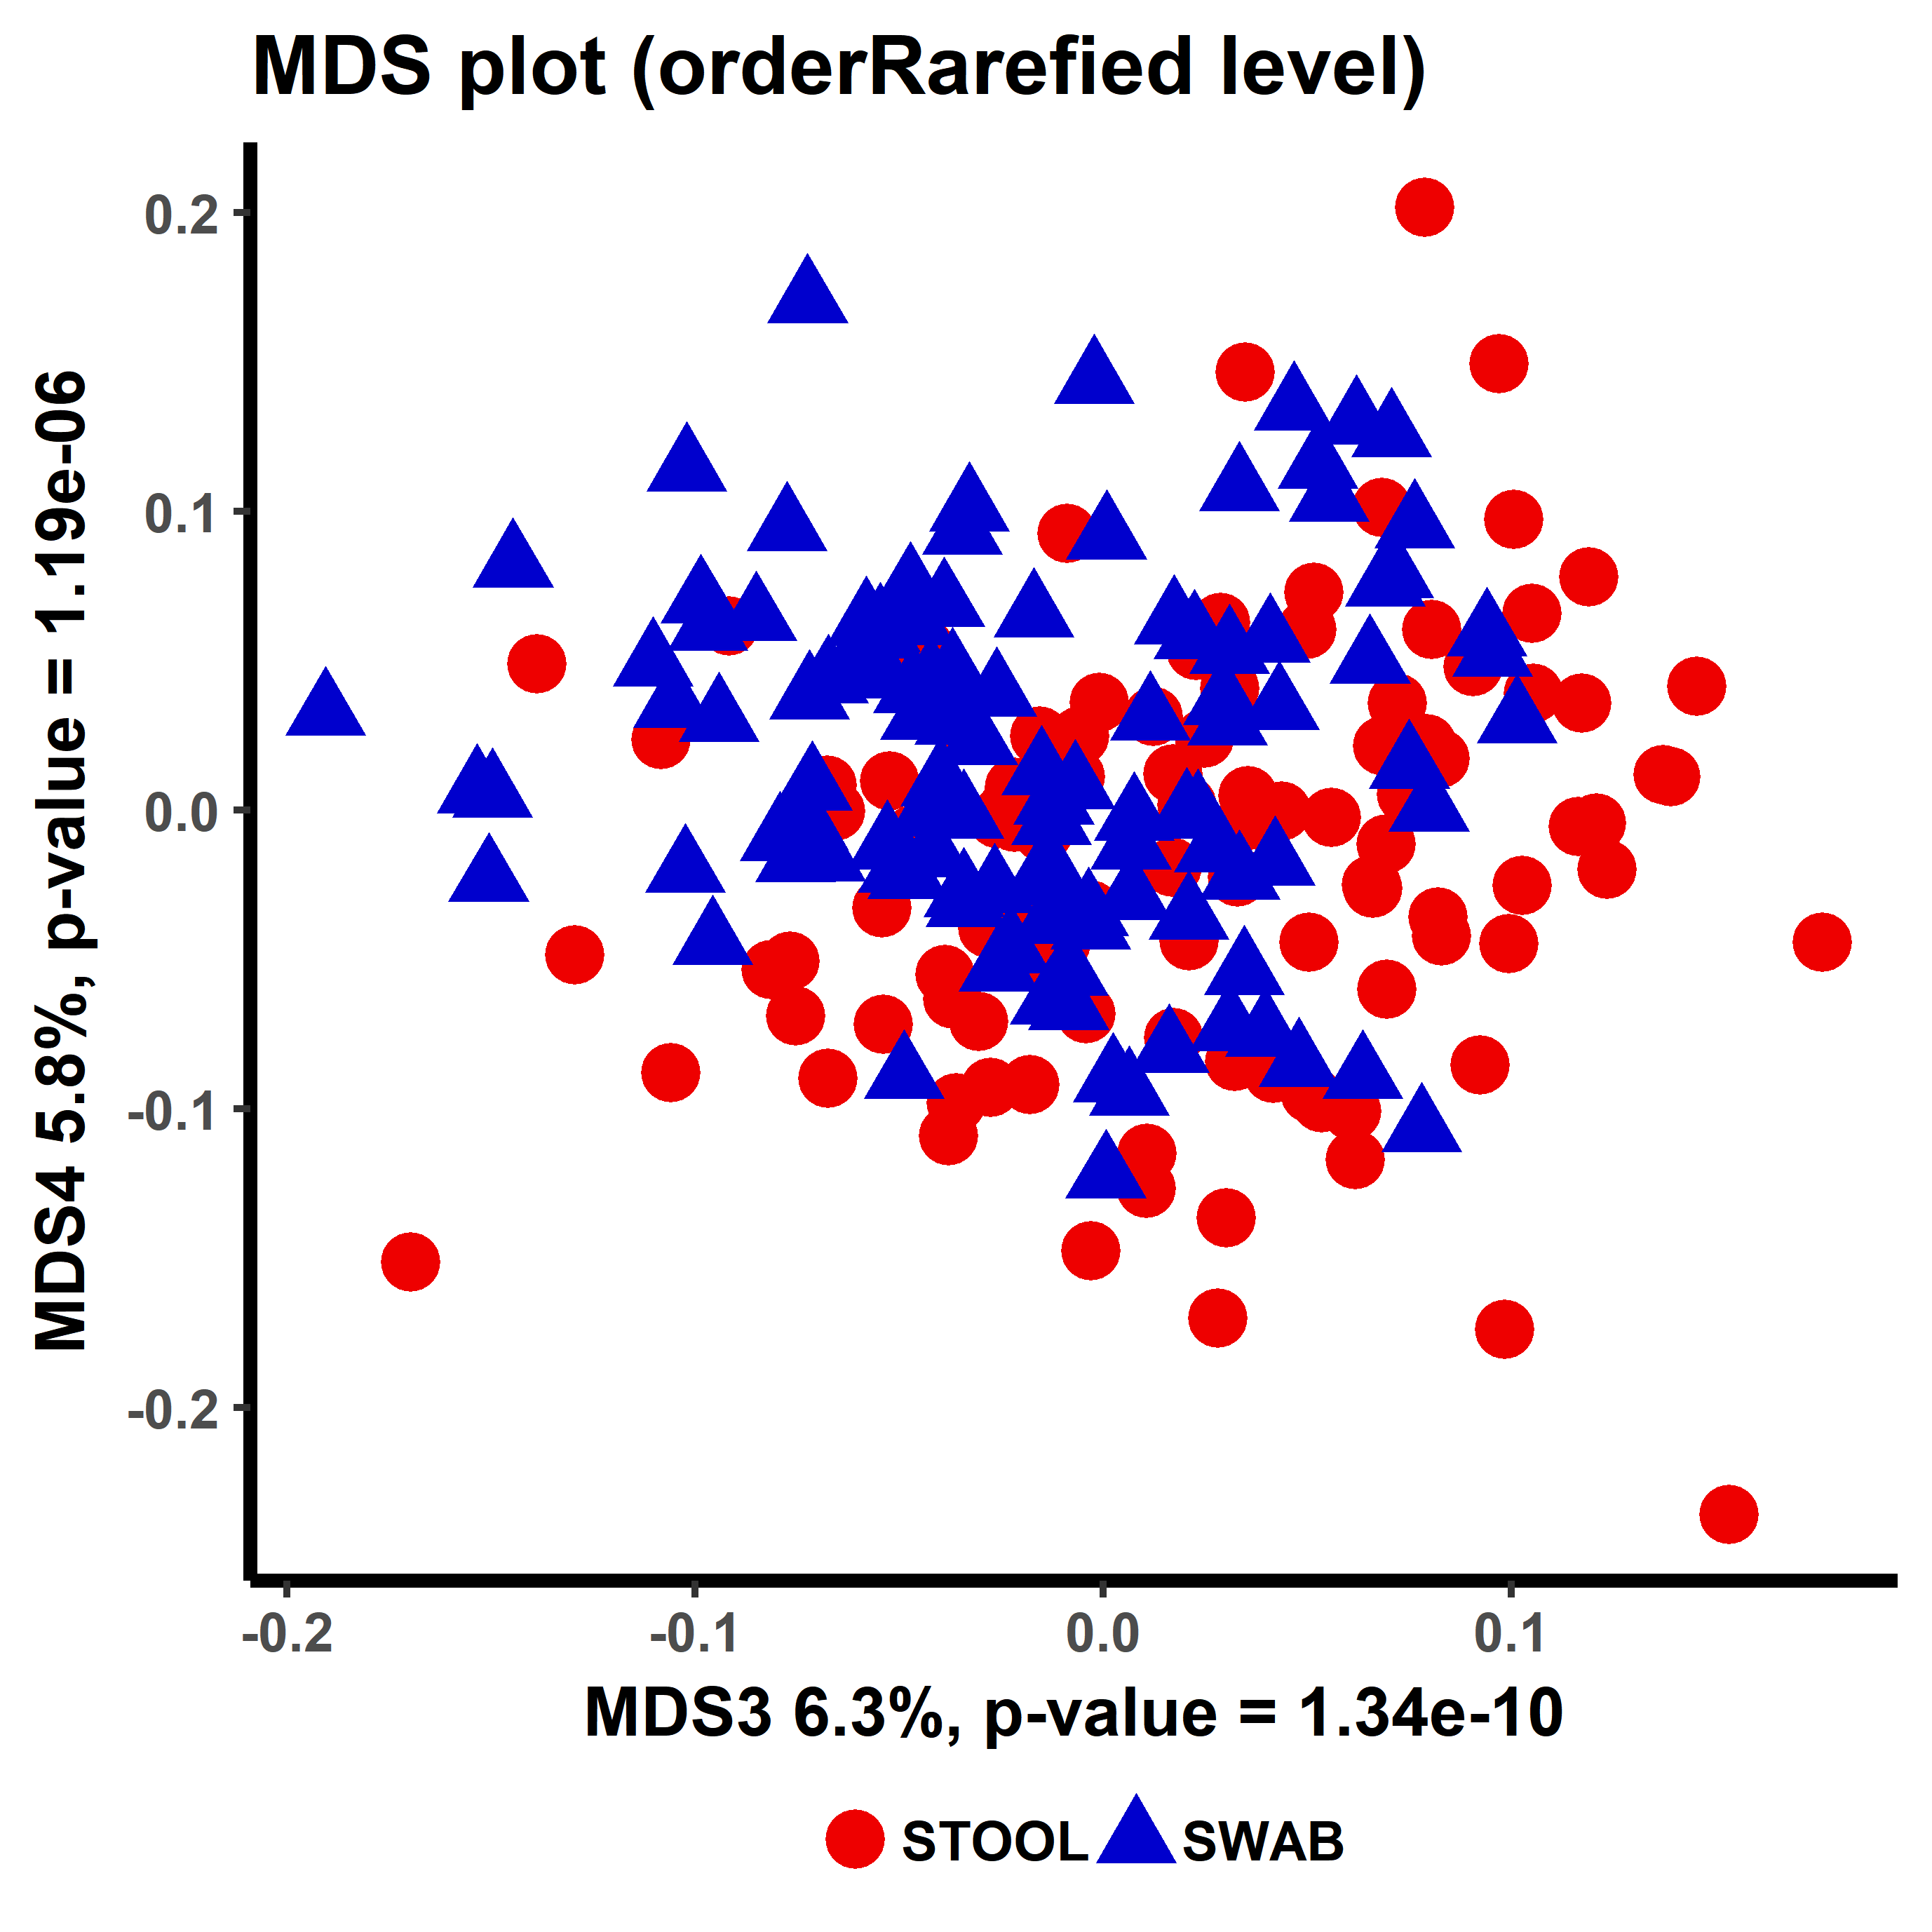 MDS plot (orderRarefied level)
MDS4 5.8%, p-value = 1.19e-06
0.2
0.1
0.0
-0.1
-0.2
-0.2
-0.1
0.0
0.1
MDS3 6.3%, p-value = 1.34e-10
STOOL
SWAB